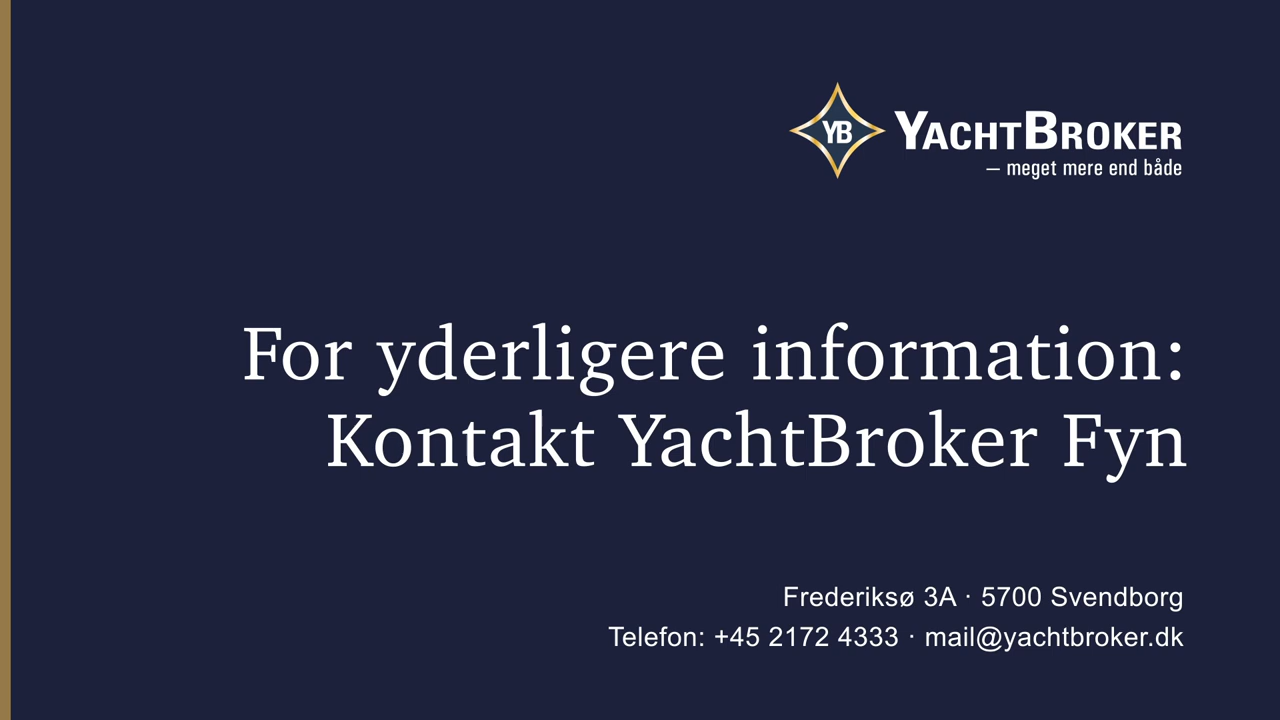 YB YACHTBROKER
– meget mere end både
For yderligere information:
Kontakt YachtBroker Fyn
Frederiksø 3A · 5700 Svendborg
Telefon: +45 2172 4333 · mail@yachtbroker.dk